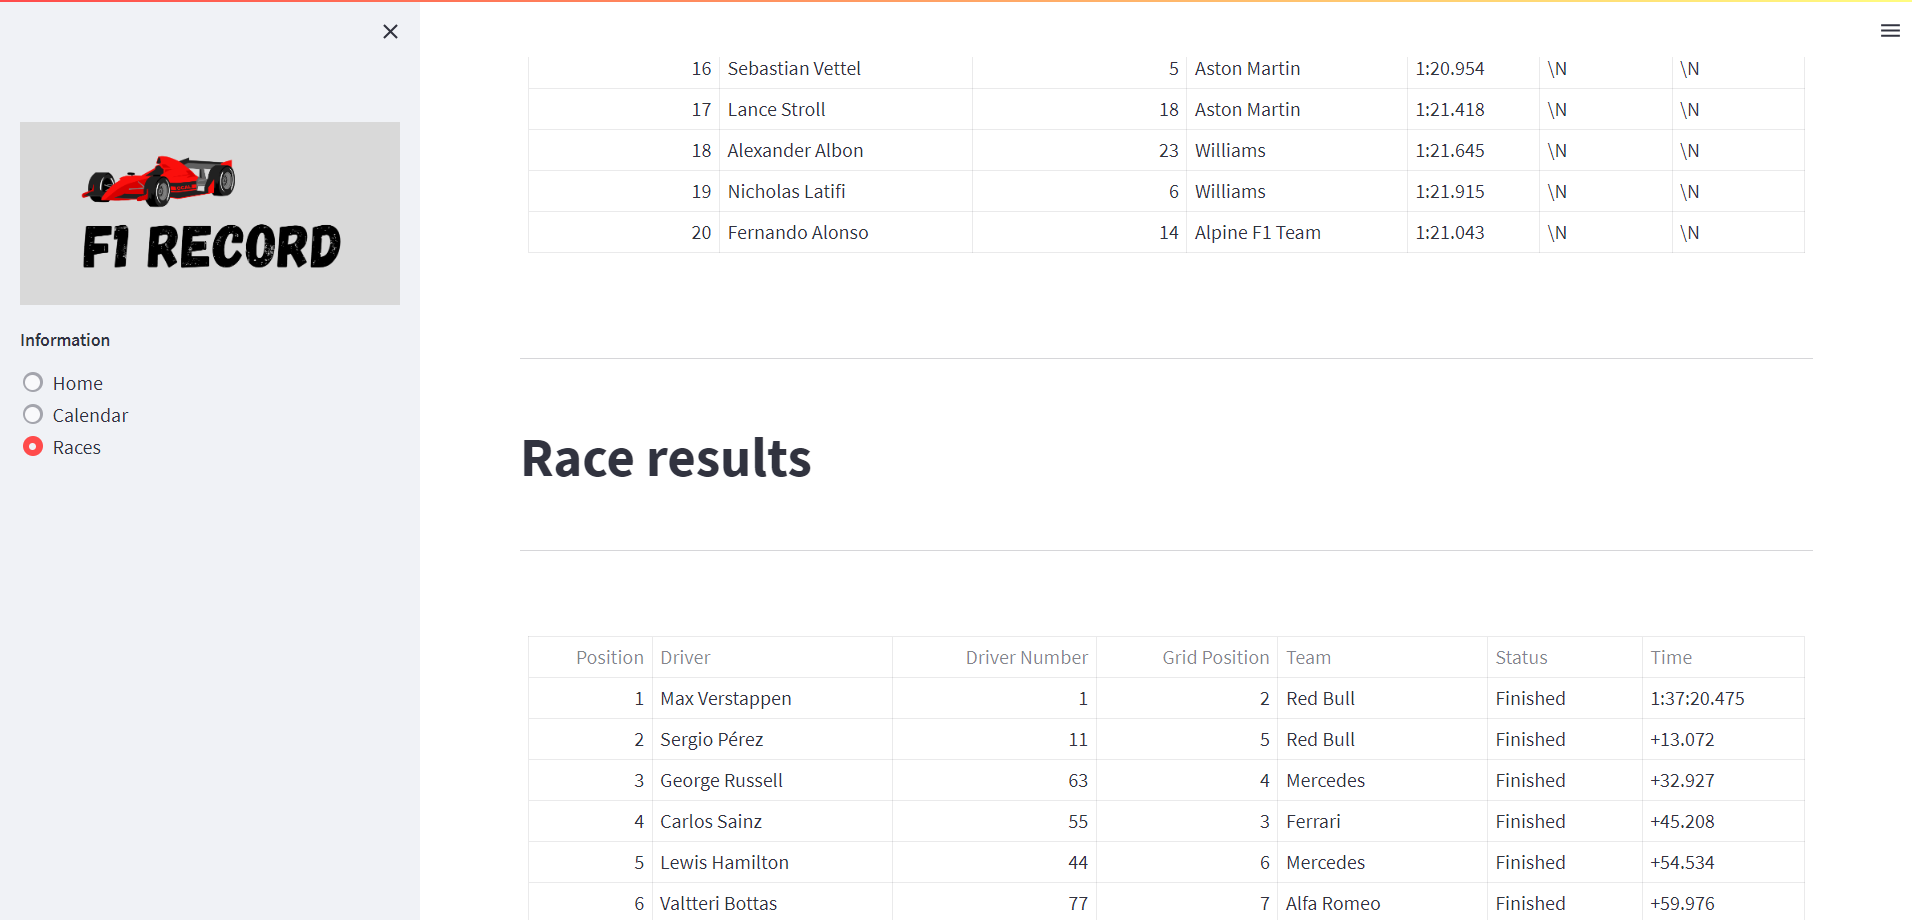 16 Sebastian Vettel 5 Aston Martin 1:20.954 \N \N
17 Lance Stroll 18 Aston Martin 1:21.418 \N \N
18 Alexander Albon 23 Williams 1:21.645 \N \N
19 Nicholas Latifi 6 Williams 1:21.915 \N \N
20 Fernando Alonso 14 Alpine F1 Team 1:21.043 \N \N
F1 RECORD
Information
Home
Calendar
Races
Race results
Position Driver Driver Number Grid Position Team Status Time
1 Max Verstappen 1 2 Red Bull Finished 1:37:20.475
2 Sergio Pérez 11 5 Red Bull Finished +13.072
3 George Russell 63 4 Mercedes Finished +32.927
4 Carlos Sainz 55 3 Ferrari Finished +45.208
5 Lewis Hamilton 44 6 Mercedes Finished +54.534
6 Valtteri Bottas 77 7 Alfa Romeo Finished +59.976